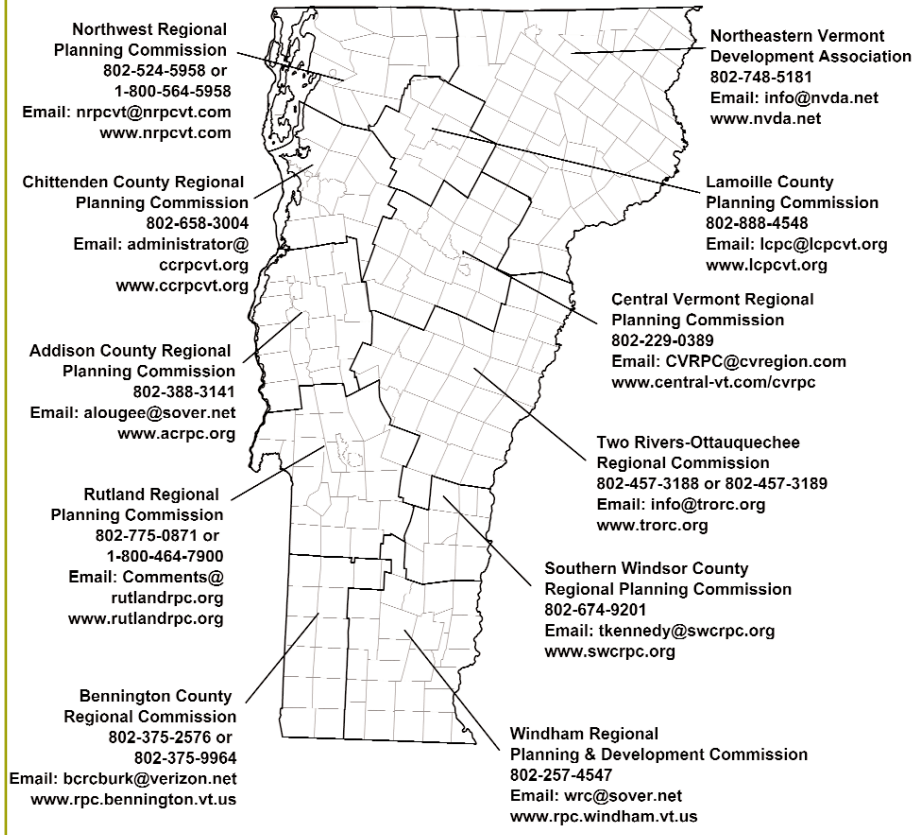 Northwest Regional
Planning Commission
802-524-5958 or
1-800-564-5958
Email: nrpcvt@nrpcvt.com
www.nrpcvt.com
Chittenden County Regional
Planning Commission
802-658-3004
Email: administrator@
ccrpcvt.org
www.ccrpcvt.org
Addison County Regional
Planning Commission
802-388-3141
Email: alougee@sover.net
www.acrpc.org
Rutland Regional
Planning Commission
802-775-0871 or
1-800-464-7900
Email: Comments@
rutlandrpc.org
www.rutlandrpc.org
Bennington County
Regional Commission
802-375-2576 or
802-375-9964
Email: bcrcburk@verizon.net
www.rpc.bennington.vt.us
Northeastern Vermont
Development Association
802-748-5181
Email: info@nvda.net
www.nvda.net
Lamoille County
Planning Commission
802-888-4548
Email: lcpc@lcpcvt.org
www.lcpcvt.org
Central Vermont Regional
Planning Commission
802-229-0389
Email: CVRPC@cvregion.com
www.central-vt.com/cvrpc
Two Rivers-Ottauquechee
Regional Commission
802-457-3188 or 802-457-3189
Email: info@trorc.org
www.trorc.org
Southern Windsor County
Regional Planning Commission
802-674-9201
Email: tkennedy@swcrpc.org
www.swcrpc.org
Windham Regional
Planning & Development Commission
802-257-4547
Email: wrc@sover.net
www.rpc.windham.vt.us